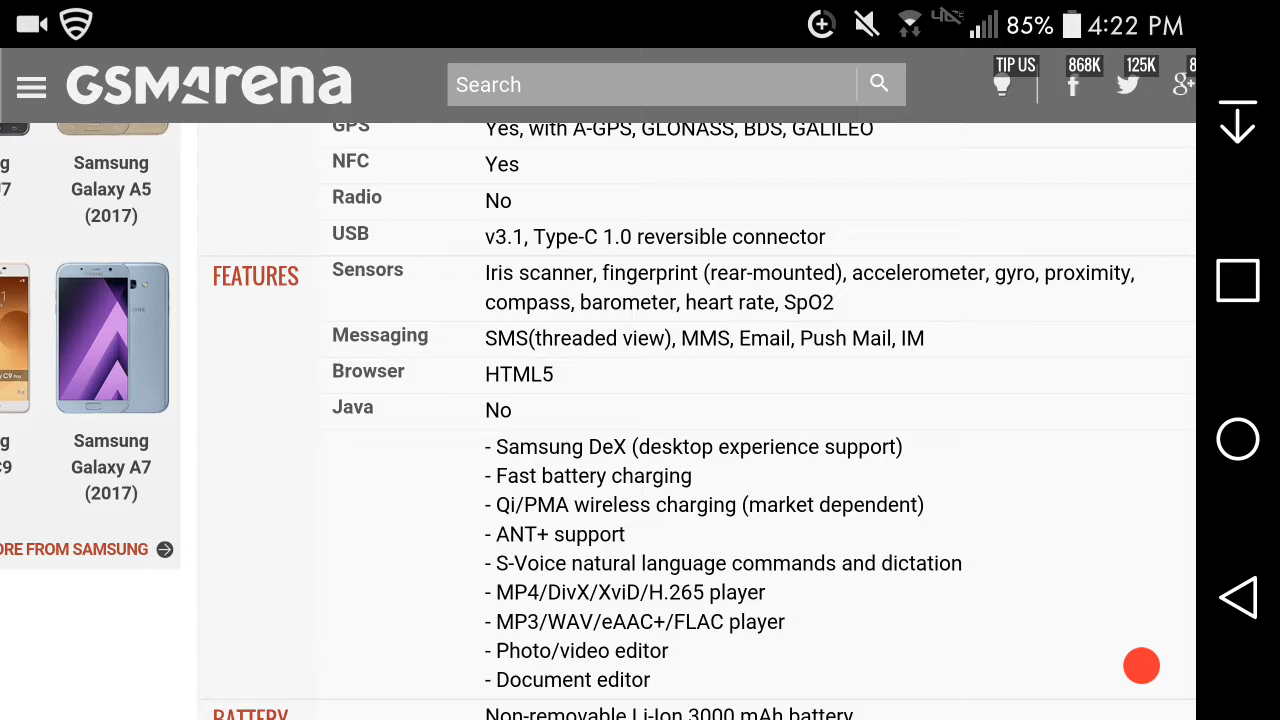 85% 4:22 PM
GSMArena
Search
TIP US
868K
125K
8
g
J7
Samsung
Galaxy A5
(2017)
g
C9
Samsung
Galaxy A7
(2017)
ORE FROM SAMSUNG
GPS Yes, with A-GPS, GLONASS, BDS, GALILEO
NFC Yes
Radio No
USB v3.1, Type-C 1.0 reversible connector
FEATURES Sensors Iris scanner, fingerprint (rear-mounted), accelerometer, gyro, proximity,
compass, barometer, heart rate, SpO2
Messaging SMS(threaded view), MMS, Email, Push Mail, IM
Browser HTML5
Java No
- Samsung DeX (desktop experience support)
- Fast battery charging
- Qi/PMA wireless charging (market dependent)
- ANT+ support
- S-Voice natural language commands and dictation
- MP4/DivX/XviD/H.265 player
- MP3/WAV/eAAC+/FLAC player
- Photo/video editor
- Document editor
BATTERY Non-removable Li-Ion 3000 mAh battery